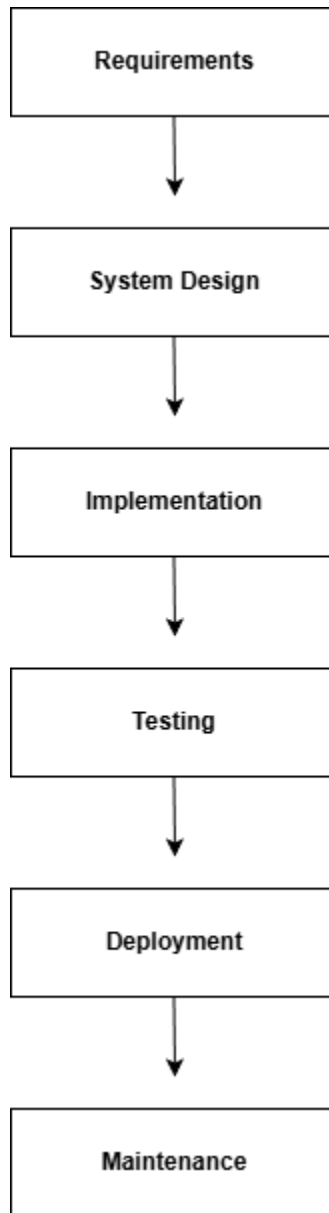 Requirements
System Design
Implementation
Testing
Deployment
Maintenance